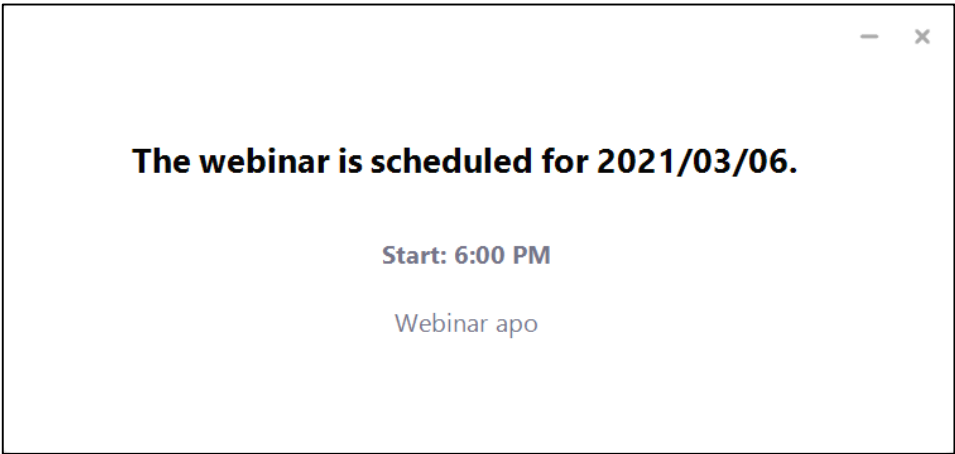 The webinar is scheduled for 2021/03/06.
Start: 6:00 PM
Webinar apo